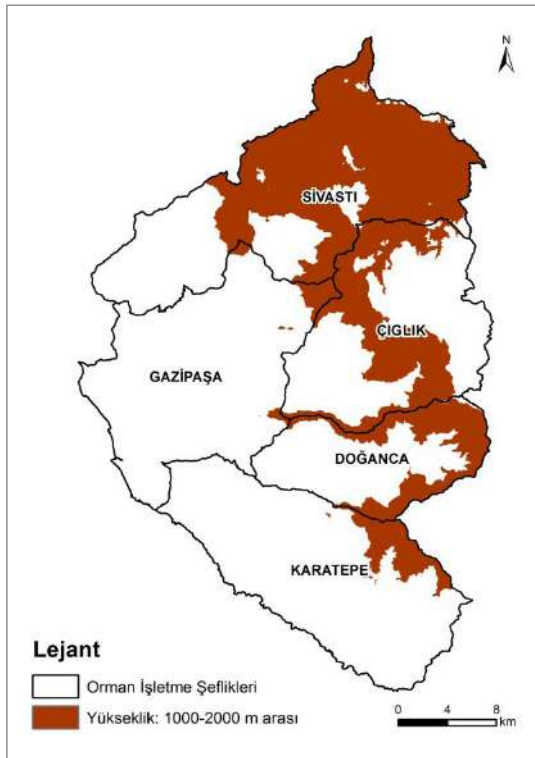 N
SİVASTI
ÇIGLIK
GAZİPAŞA
DOĞANCA
KARATEPE
Lejant
Orman İşletme Şeflikleri
Yükseklik: 1000-2000 m arası
0 4 8
km